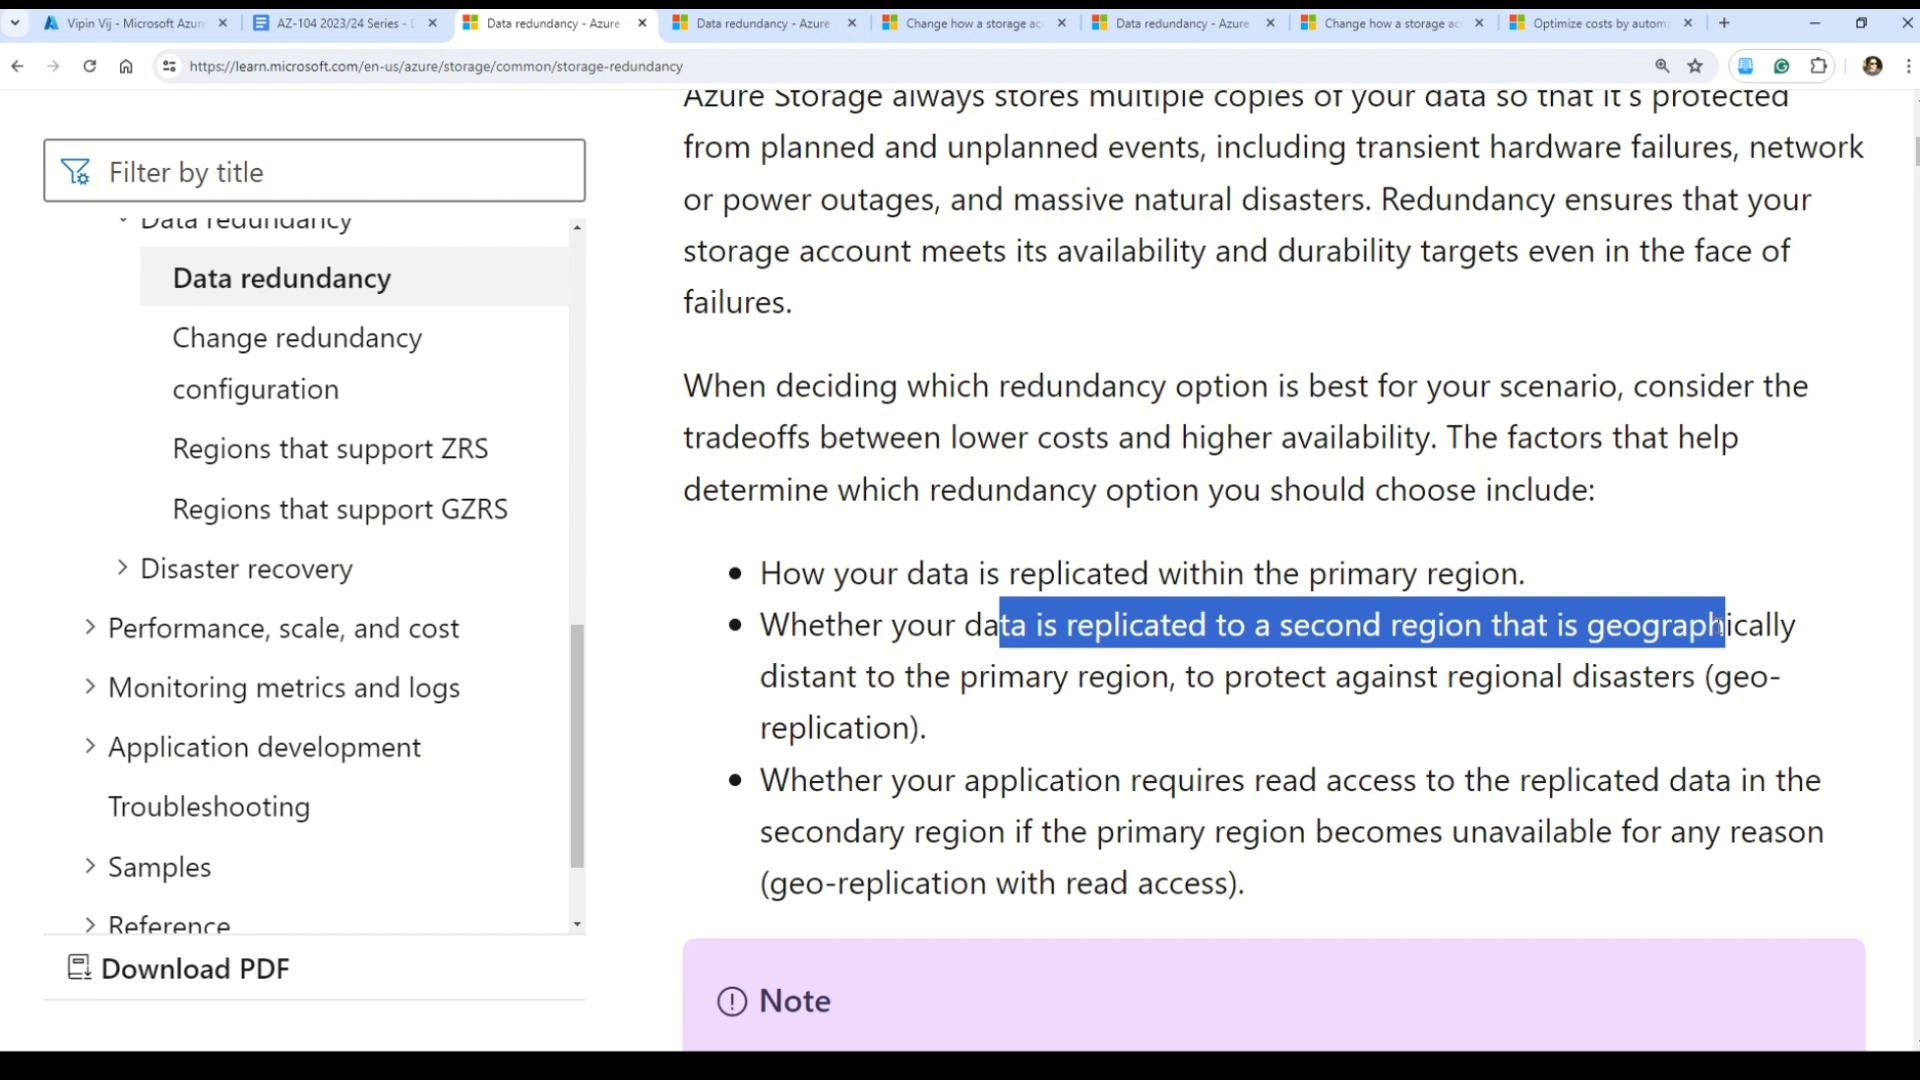 Vipin Vij - Microsoft Azure
AZ-104 2023/24 Series - D
Data redundancy - Azure
Data redundancy - Azure
Change how a storage ac
Data redundancy - Azure
Change how a storage ac
Optimize costs by automa
https://learn.microsoft.com/en-us/azure/storage/common/storage-redundancy
Filter by title
Data redundancy
Data redundancy
Change redundancy
configuration
Regions that support ZRS
Regions that support GZRS
Disaster recovery
Performance, scale, and cost
Monitoring metrics and logs
Application development
Troubleshooting
Samples
Reference
Download PDF
Azure Storage always stores multiple copies of your data so that it's protected
from planned and unplanned events, including transient hardware failures, network
or power outages, and massive natural disasters. Redundancy ensures that your
storage account meets its availability and durability targets even in the face of
failures.
When deciding which redundancy option is best for your scenario, consider the
tradeoffs between lower costs and higher availability. The factors that help
determine which redundancy option you should choose include:
How your data is replicated within the primary region.
Whether your data is replicated to a second region that is geographically
distant to the primary region, to protect against regional disasters (geo-
replication).
Whether your application requires read access to the replicated data in the
secondary region if the primary region becomes unavailable for any reason
(geo-replication with read access).
Note